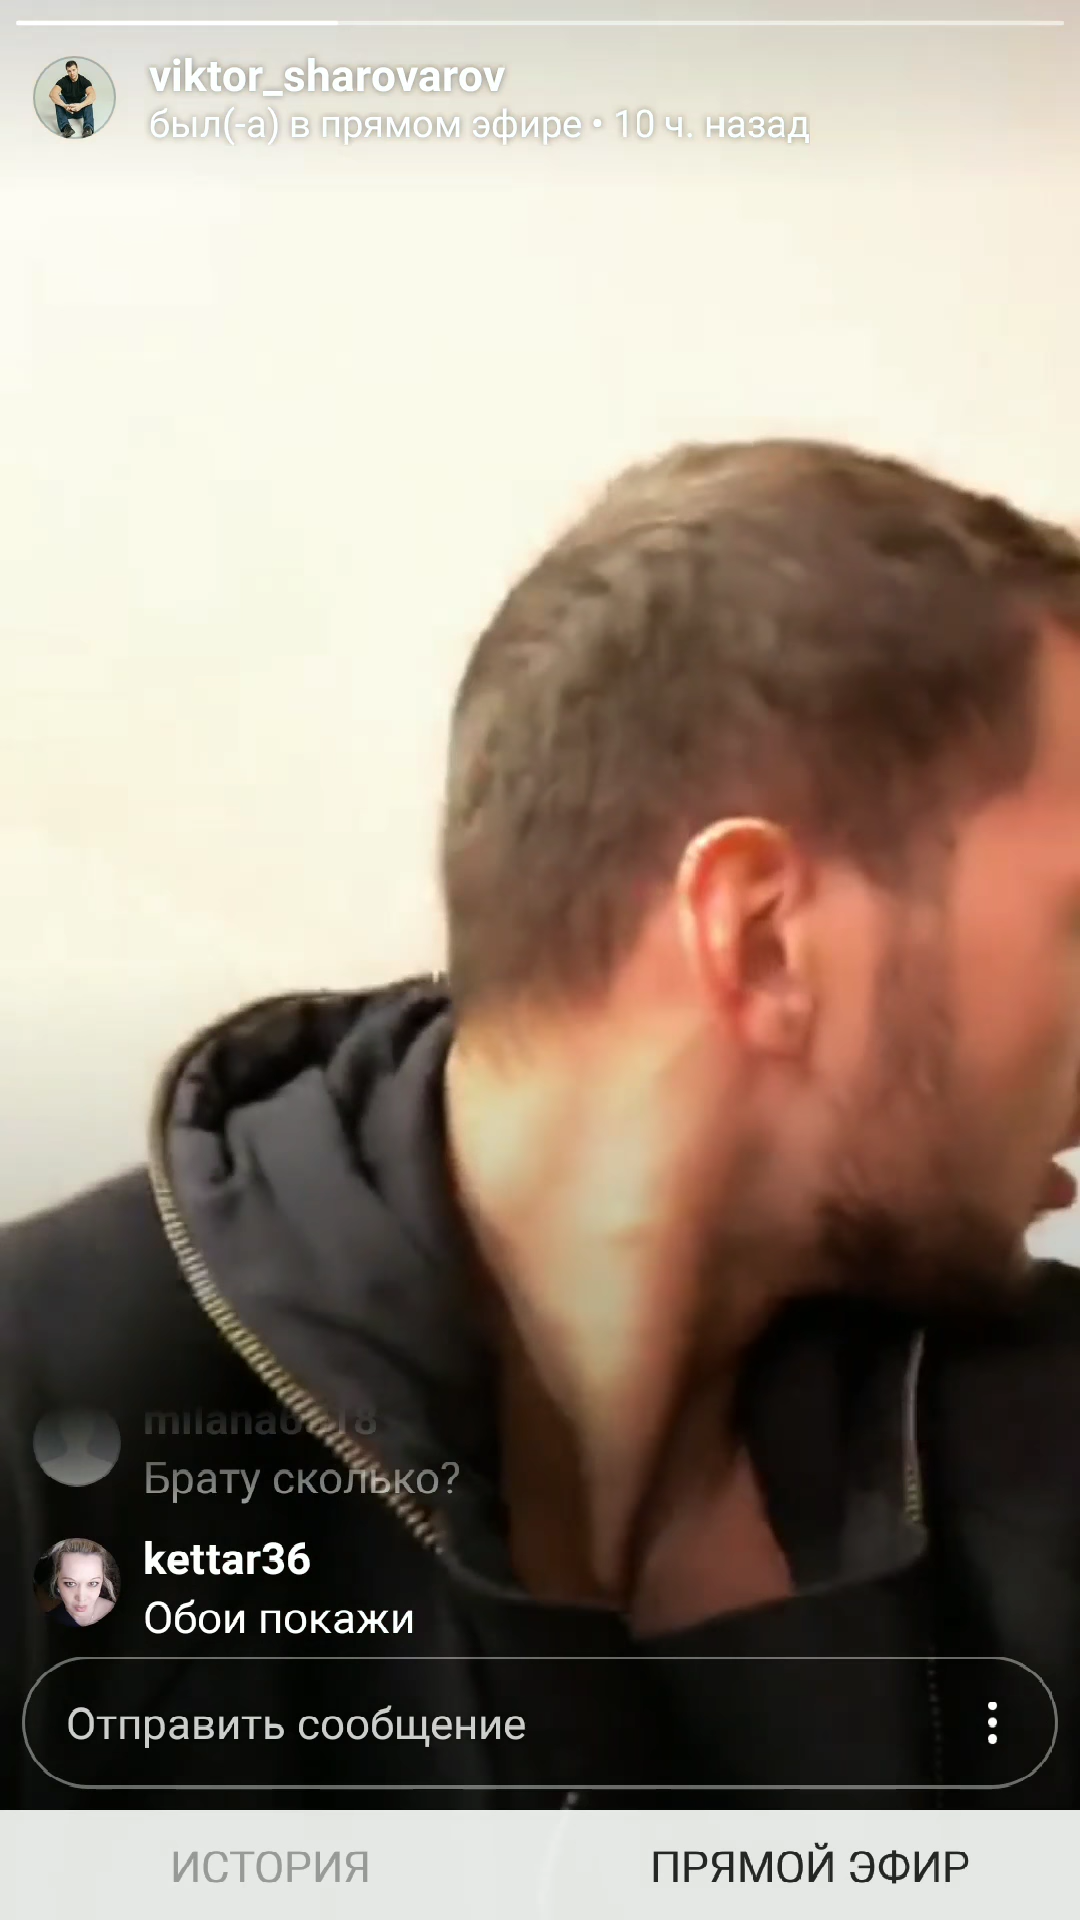 viktor_sharovarov
был(-а) в прямом эфире • 10 ч. назад
Брату сколько?
kettar36
Обои покажи
Отправить сообщение
ИСТОРИЯ
ПРЯМОЙ ЭФИР